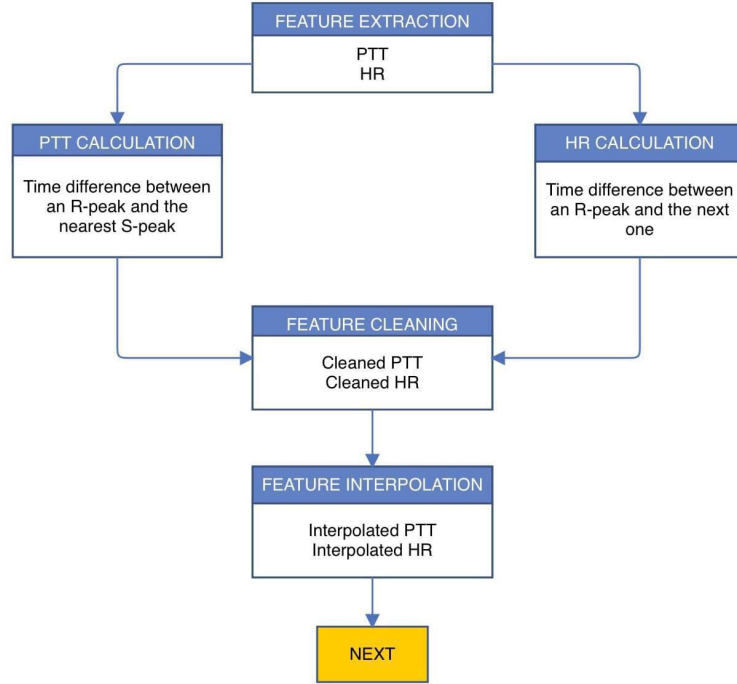 FEATURE EXTRACTION
PTT
HR
PTT CALCULATION
Time difference between
an R-peak and the
nearest S-peak
HR CALCULATION
Time difference between
an R-peak and the next
one
FEATURE CLEANING
Cleaned PTT
Cleaned HR
FEATURE INTERPOLATION
Interpolated PTT
Interpolated HR
NEXT